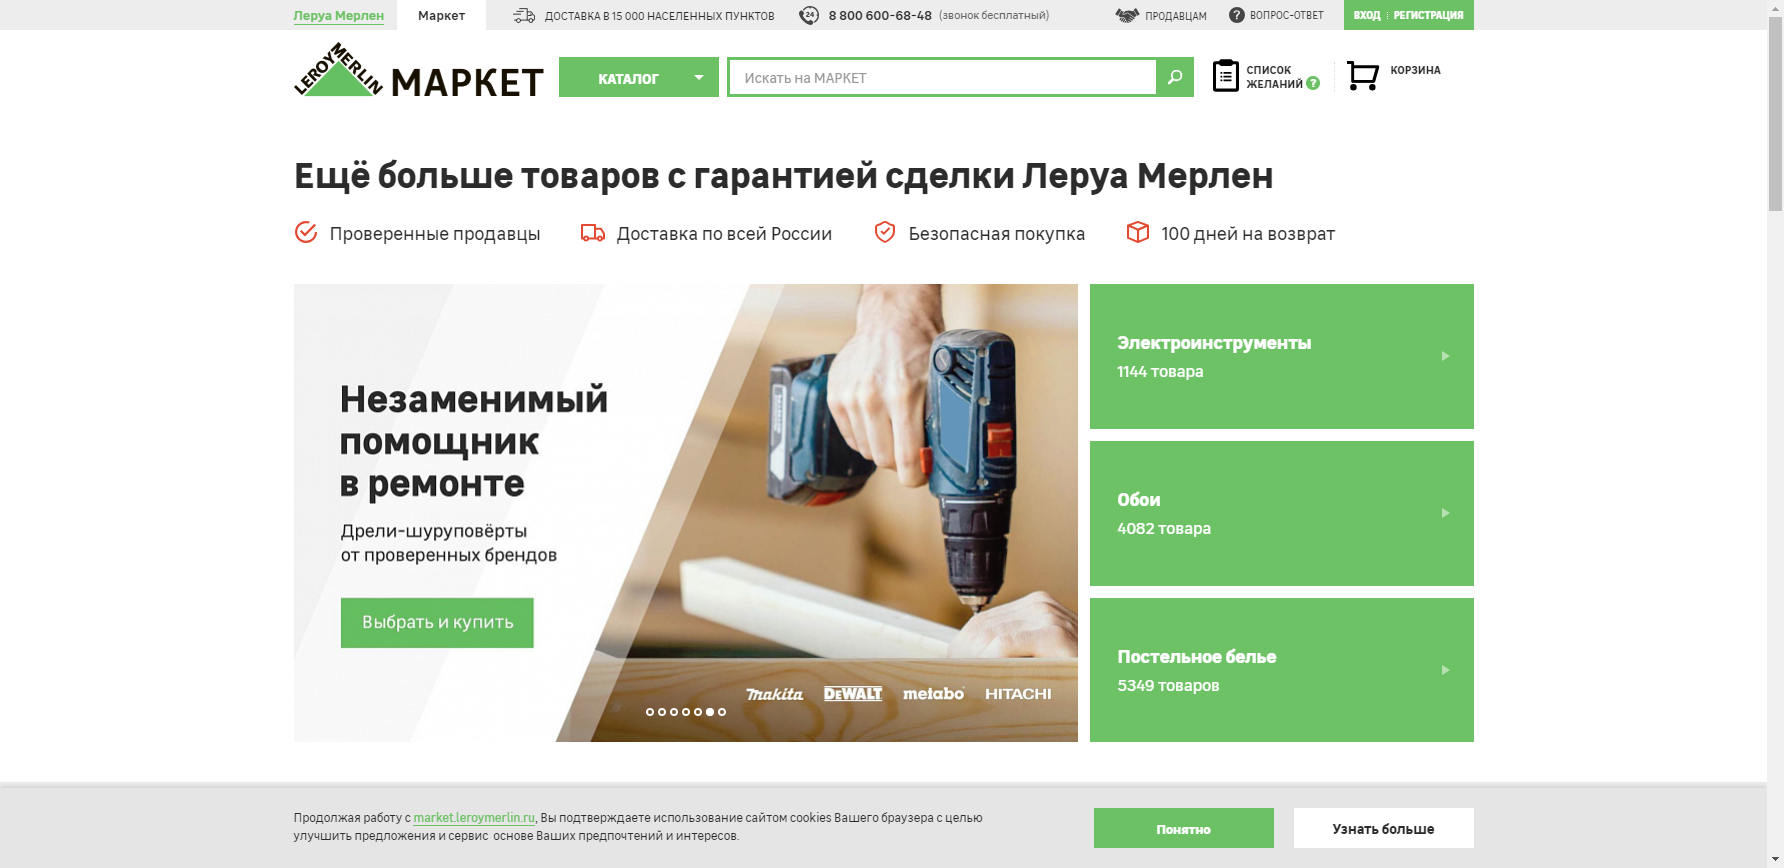 Леруа Мерлен
Маркет
ДОСТАВКА В 15 000 НАСЕЛЕННЫХ ПУНКТОВ
24
8 800 600-68-48 (звонок бесплатный)
ПРОДАВЦАМ
? ВОПРОС-ОТВЕТ
ВХОД
РЕГИСТРАЦИЯ
LEROY MERLIN
МАРКЕТ
КАТАЛОГ
Искать на МАРКЕТ
СПИСОК
ЖЕЛАНИЙ ?
КОРЗИНА
Ещё больше товаров с гарантией сделки Леруа Мерлен
Проверенные продавцы
Доставка по всей России
Безопасная покупка
100 дней на возврат
Незаменимый
помощник
в ремонте
Дрели-шуруповёрты
от проверенных брендов
Выбрать и купить
makita
DEWALT
metabo
HITACHI
Электроинструменты
1144 товара
Обои
4082 товара
Постельное белье
5349 товаров
Продолжая работу с market.leroymerlin.ru, Вы подтверждаете использование сайтом cookies Вашего браузера с целью
улучшить предложения и сервис основе Ваших предпочтений и интересов.
Понятно
Узнать больше